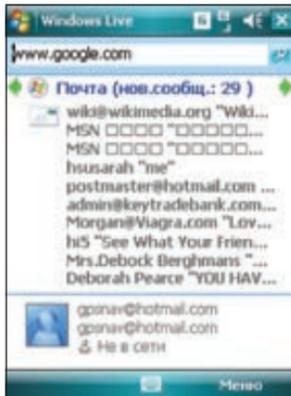 Windows Live
www.google.com
Почта (нов.сообщ.: 29 )
wiki@wikimedia.org "Wiki...
MSN □□□□ "□□□□□...
MSN □□□□ "□□□□□...
hsusarah "me"
postmaster@hotmail.com ...
admin@keytradebank.com ...
Morgan@Viagra.com "Lov...
hi5 "See What Your Frien...
Mrs.Debock Berghmans "...
Deborah Pearce "YOU HAV...
gpsnav@hotmail.com
gpsnav@hotmail.com
Не в сети
Меню